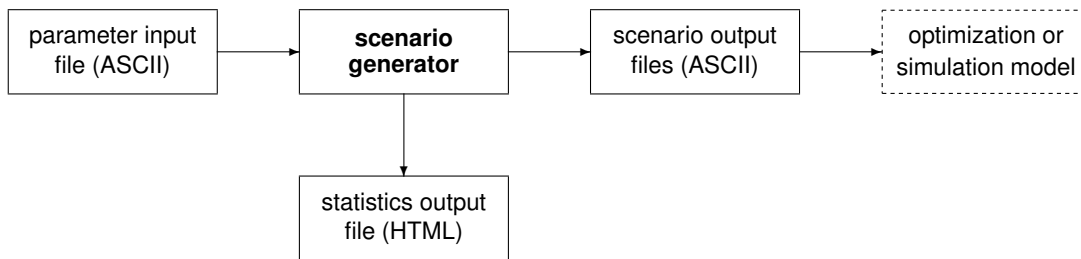 parameter input
file (ASCII)
scenario
generator
scenario output
files (ASCII)
optimization or
simulation model
statistics output
file (HTML)